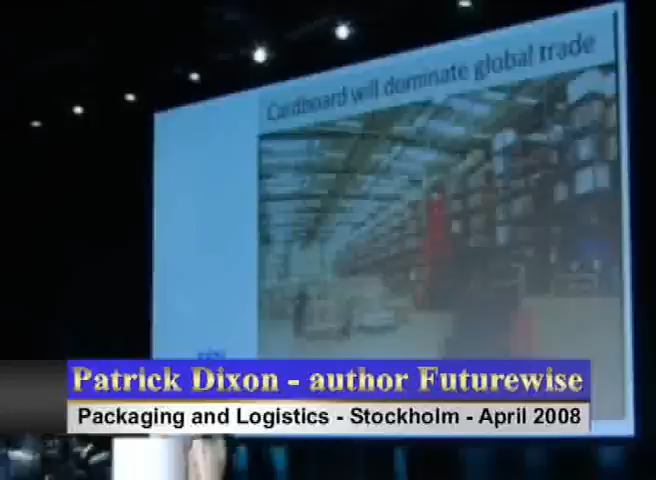 Cardboard will dominate global trade
Patrick Dixon - author Futurewise
Packaging and Logistics - Stockholm - April 2008